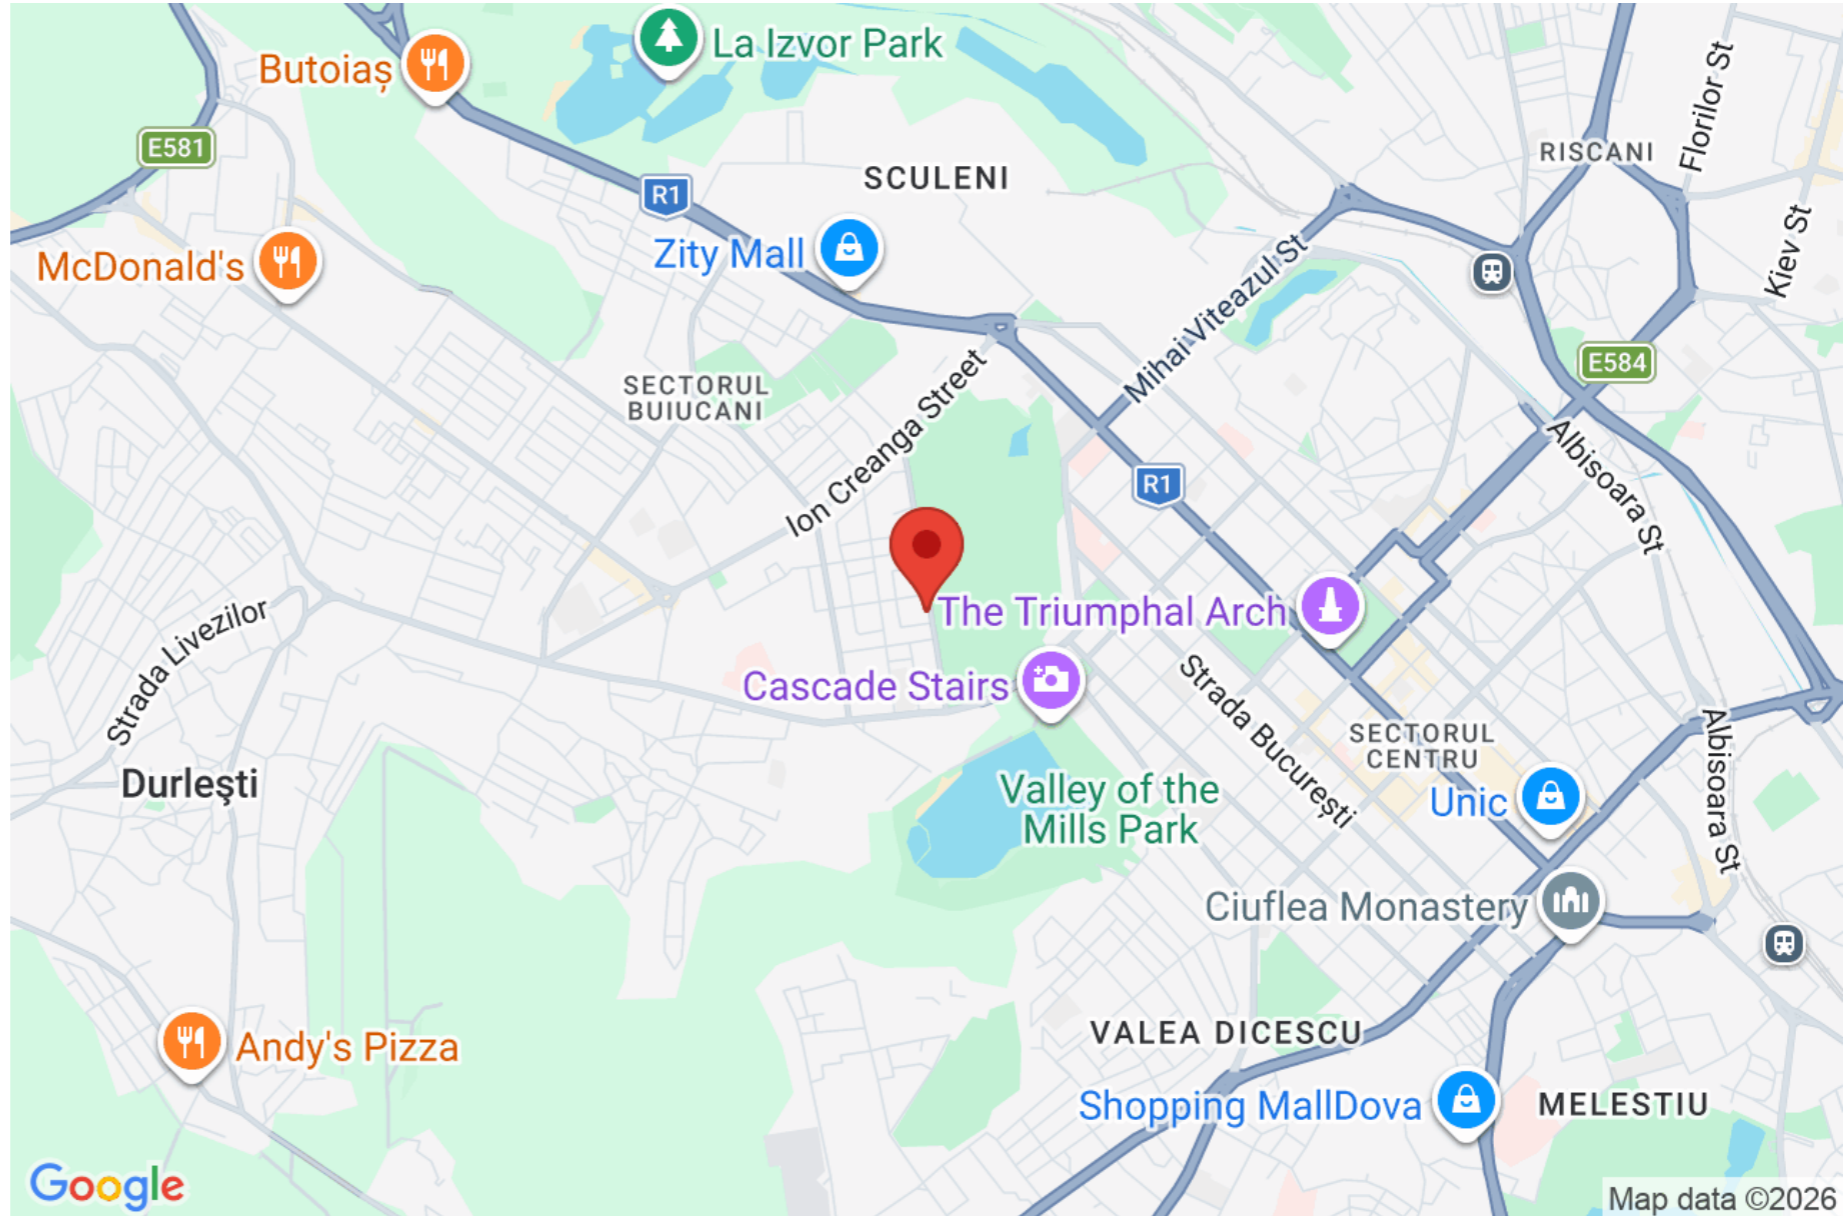 La Izvor Park
Butoiaș
Florilor St
E581
RISCANI
SCULENI
R1
Kiev St
Zity Mall
McDonald's
Mihai Viteazul St
E584
SECTORUL
BUIUCANI
Ion Creanga Street
Albisoara St
R1
The Triumphal Arch
Strada Livezilor
Cascade Stairs
Strada București
SECTORUL
CENTRU
Albisoara St
Durleşti
Valley of the
Mills Park
Unic
Ciuflea Monastery
VALEA DICESCU
Andy's Pizza
Shopping MallDova
MELESTIU
Google
Map data ©2026